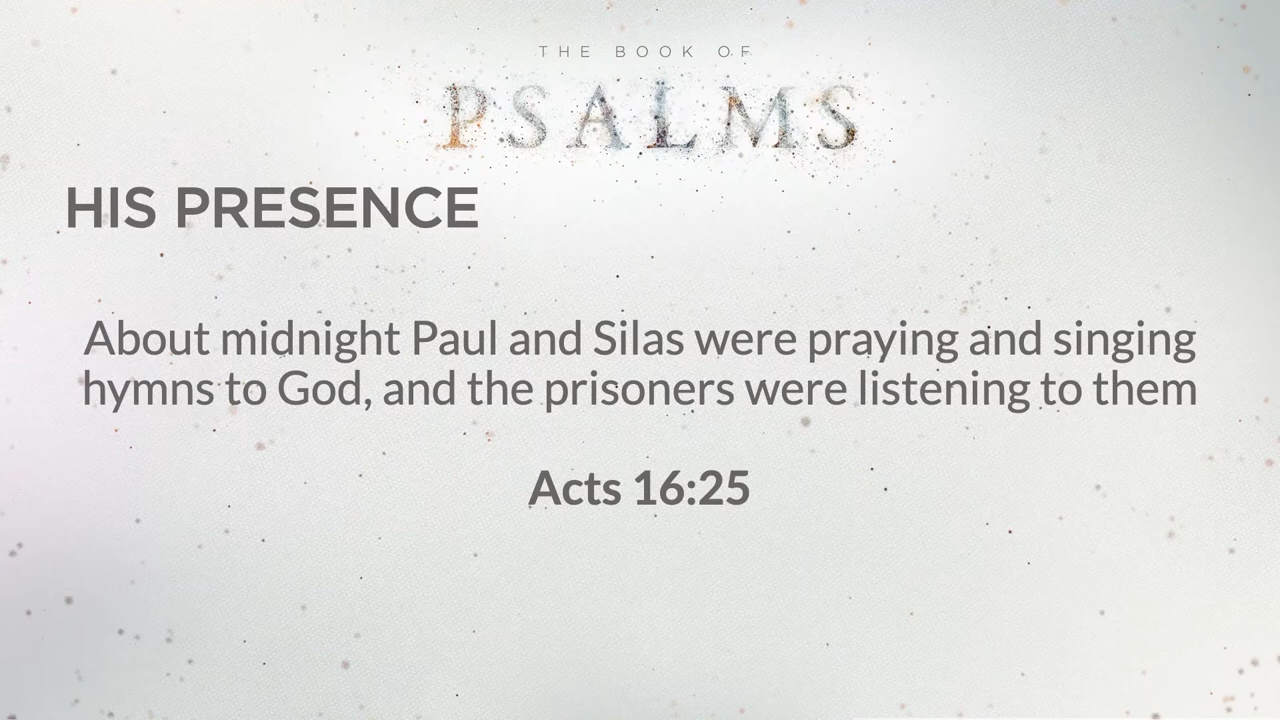 THE BOOK OF
PSALMS
HIS PRESENCE
About midnight Paul and Silas were praying and singing
hymns to God, and the prisoners were listening to them
Acts 16:25